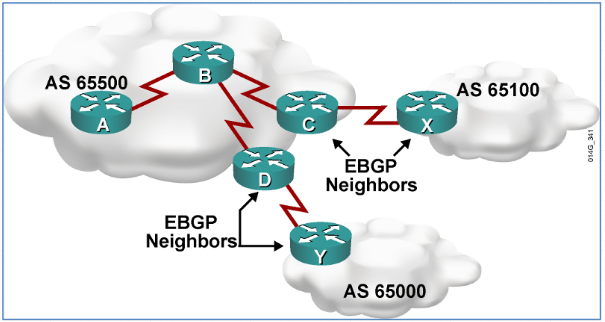 AS 65500
B
A
C
X
AS 65100
EBGP
Neighbors
D
EBGP
Neighbors
Y
AS 65000
014G_341